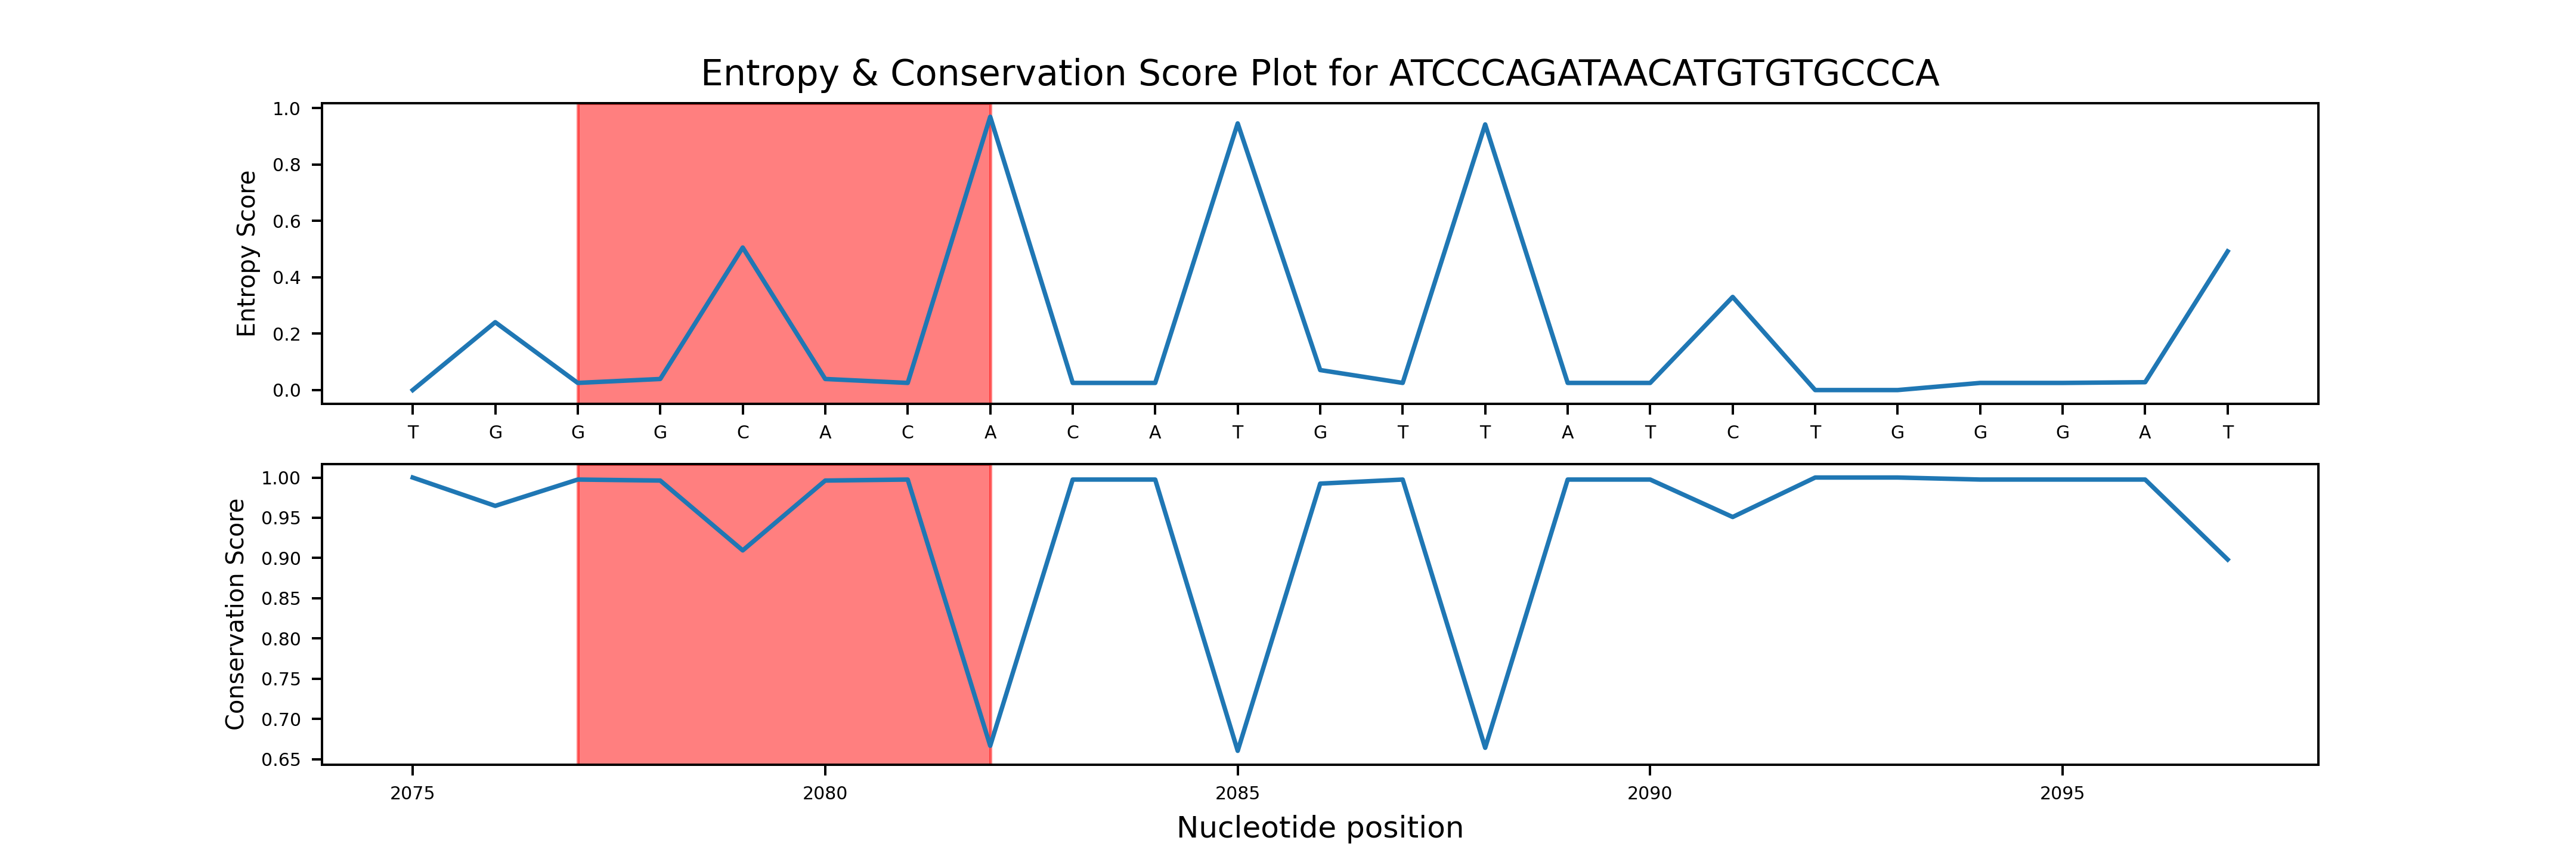 Entropy & Conservation Score Plot for ATCCCAGATAACATGTGTGCCCA
Entropy Score
1.0
0.8
0.6
0.4
0.2
0.0
T G G G C A C A C A T G T T A T C T G G G A T
Conservation Score
1.00
0.95
0.90
0.85
0.80
0.75
0.70
0.65
2075 2080 2085 2090 2095
Nucleotide position